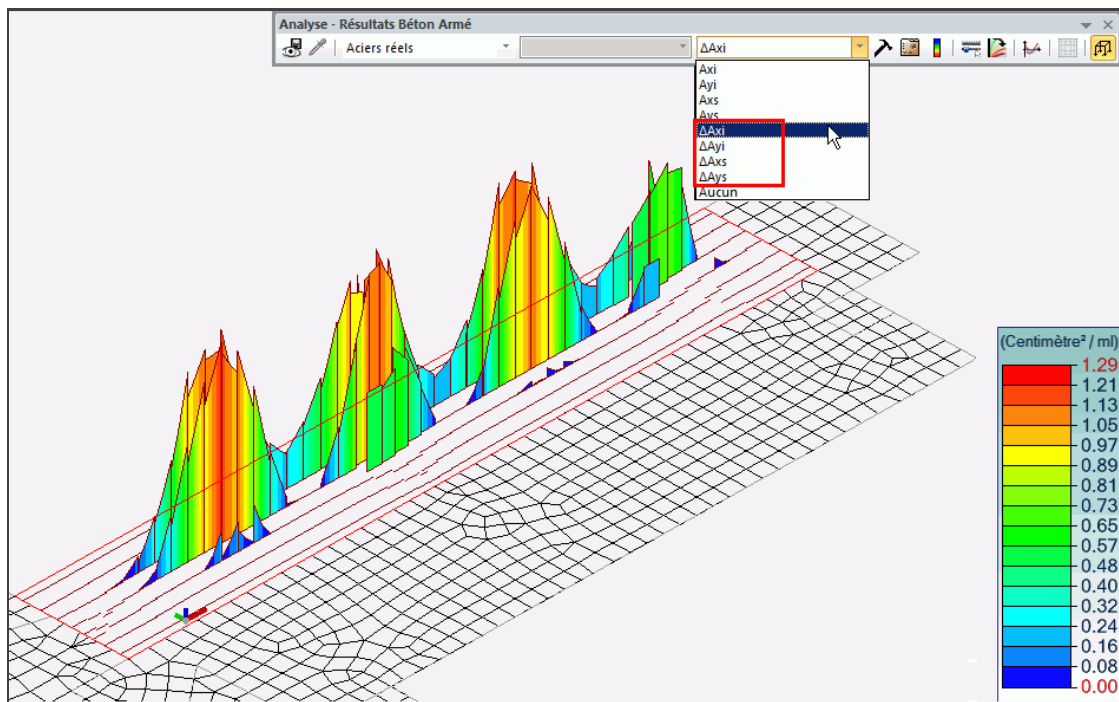 Analyse - Résultats Béton Armé
Aciers réels
ΔAxi
Axi
Ayi
Axs
Ays
ΔAxi
ΔAyi
ΔAxs
ΔAys
Aucun
(Centimètre² / ml)
1.29
1.21
1.13
1.05
0.97
0.89
0.81
0.73
0.65
0.57
0.48
0.40
0.32
0.24
0.16
0.08
0.00